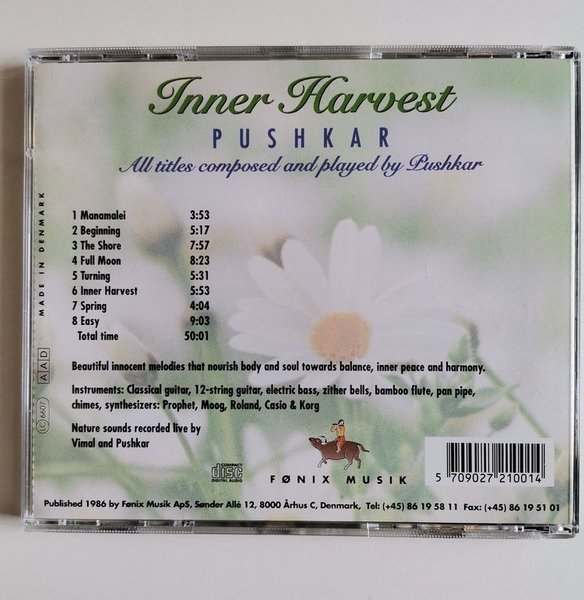 Inner Harvest
PUSHKAR
All titles composed and played by Pushkar
1 Manamalei 3:53
2 Beginning 5:17
3 The Shore 7:57
4 Full Moon 8:23
5 Turning 5:31
6 Inner Harvest 5:53
7 Spring 4:04
8 Easy 9:03
Total time 50:01
Beautiful innocent melodies that nourish body and soul towards balance, inner peace and harmony.
Instruments: Classical guitar, 12-string guitar, electric bass, zither bells, bamboo flute, pan pipe,
chimes, synthesizers: Prophet, Moog, Roland, Casio & Korg
Nature sounds recorded live by
Vimal and Pushkar
COMPACT
disc
DIGITAL AUDIO
FØNIX MUSIK
5 709027 210014
Published 1986 by Fønix Musik ApS, Sønder Allé 12, 8000 Århus C, Denmark, Tel: (+45) 86 19 58 11 Fax: (+45) 86 19 51 01
MADE IN DENMARK
AAD
CC 6607